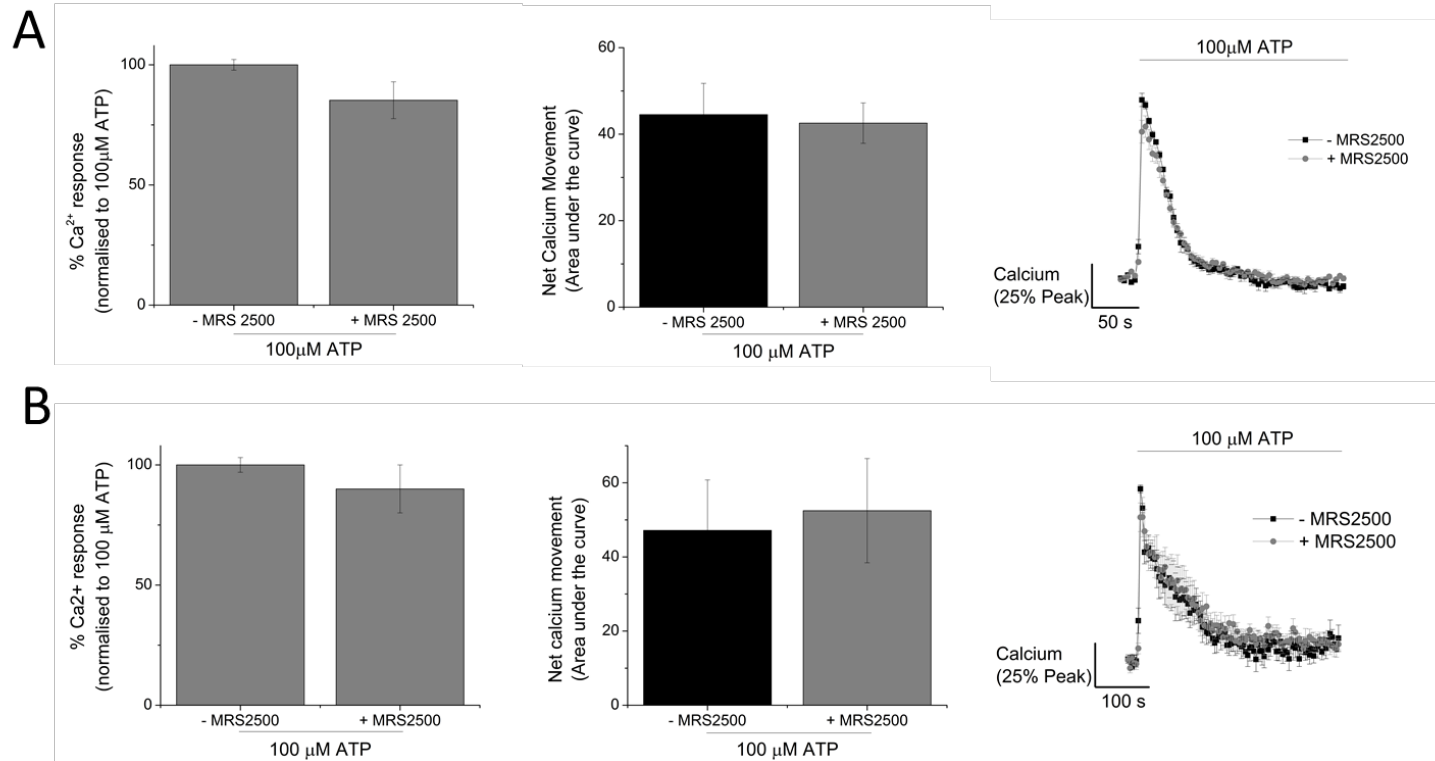 A
% Ca²⁺ response
(normalised to 100μM ATP)
100
50
0
- MRS 2500
+ MRS 2500
100μM ATP
Net Calcium Movement
(Area under the curve)
60
40
20
0
- MRS 2500
+ MRS 2500
100 μM ATP
100μM ATP
- MRS2500
+ MRS2500
Calcium
(25% Peak)
50 s
B
% Ca2+ response
(normalised to 100 μM ATP)
100
50
0
- MRS2500
+ MRS2500
100 μM ATP
Net calcium movement
(Area under the curve)
60
40
20
0
- MRS2500
+ MRS2500
100 μM ATP
100 μM ATP
- MRS2500
+ MRS2500
Calcium
(25% Peak)
100 s